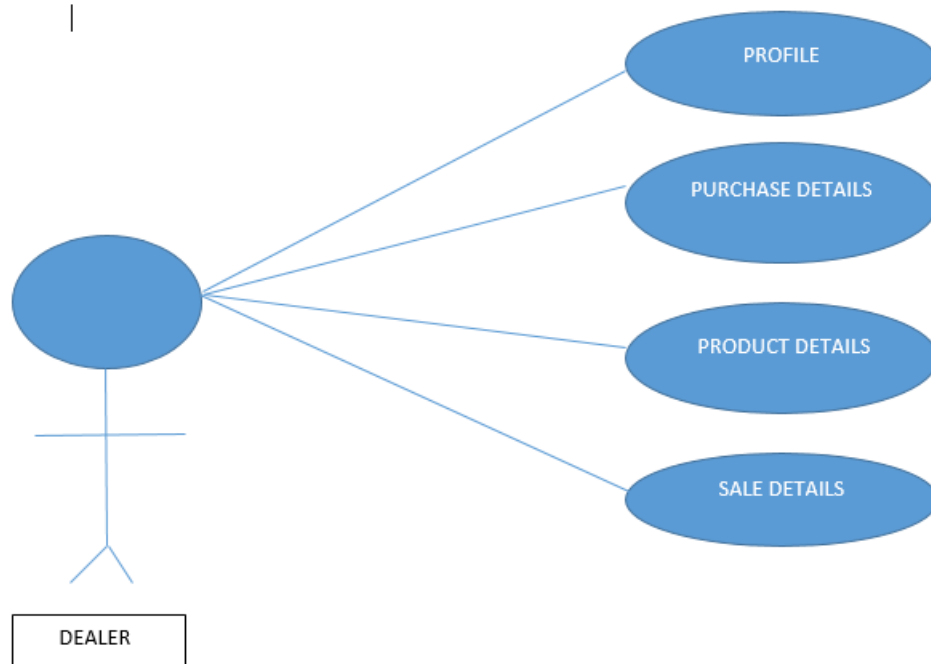 PROFILE
PURCHASE DETAILS
PRODUCT DETAILS
SALE DETAILS
DEALER